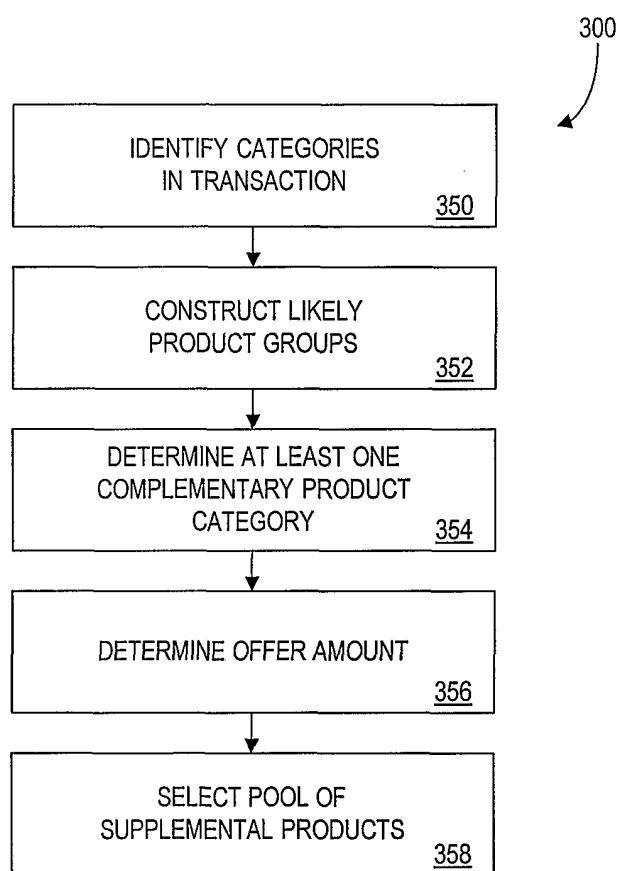 300
IDENTIFY CATEGORIES
IN TRANSACTION
350
CONSTRUCT LIKELY
PRODUCT GROUPS
352
DETERMINE AT LEAST ONE
COMPLEMENTARY PRODUCT
CATEGORY
354
DETERMINE OFFER AMOUNT
356
SELECT POOL OF
SUPPLEMENTAL PRODUCTS
358